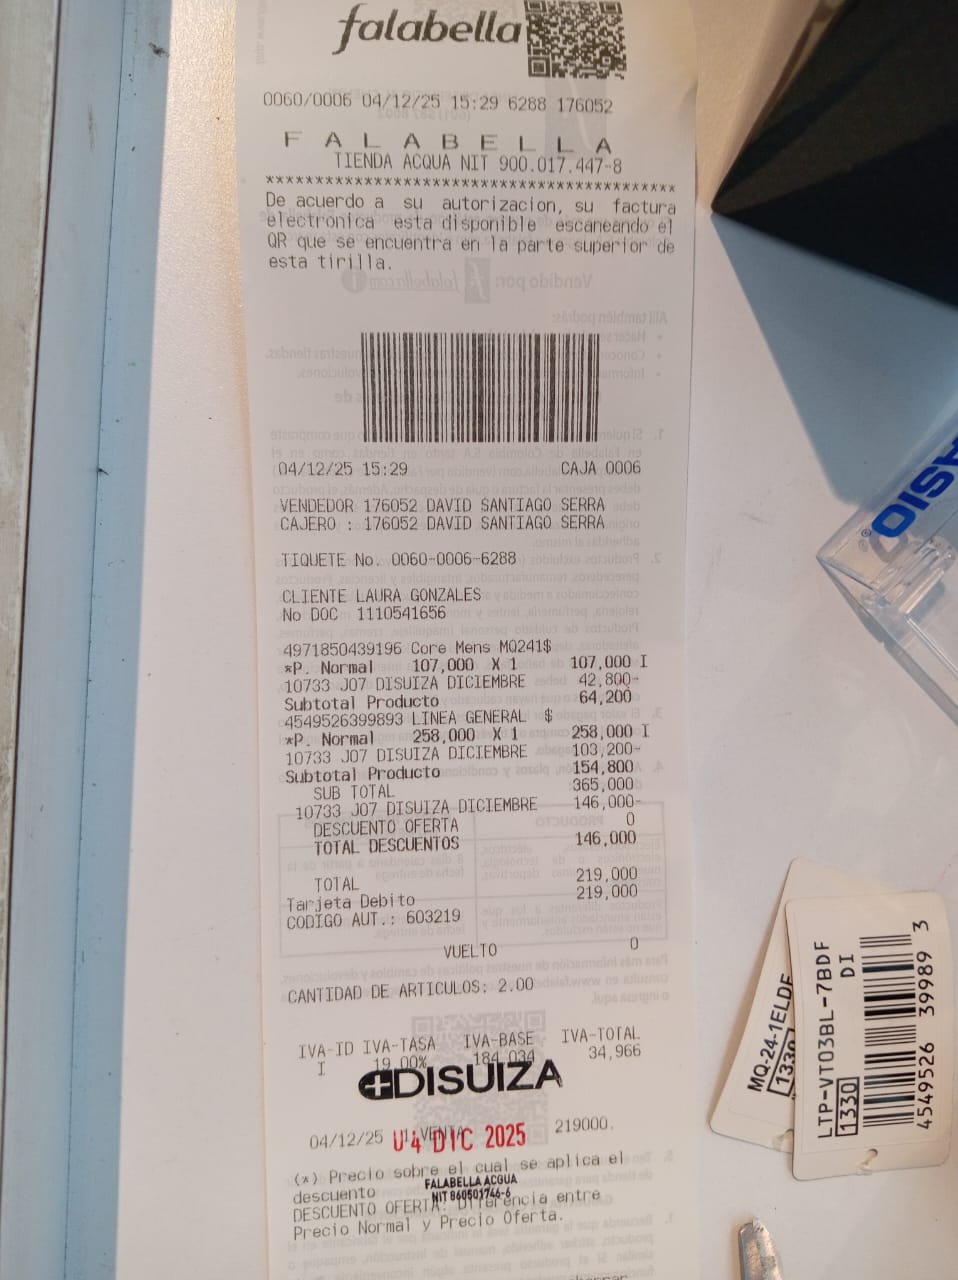 falabella
0060/0006 04/12/25 15:29 6288 176052
F A L A B E L L A
TIENDA ACQUA NIT 900.017.447-8
******************************************
De acuerdo a su autorizacion, su factura
electronica esta disponible escaneando el
QR que se encuentra en la parte superior de
esta tirilla.
04/12/25 15:29 CAJA 0006
VENDEDOR 176052 DAVID SANTIAGO SERRA
CAJERO : 176052 DAVID SANTIAGO SERRA
TIQUETE No. 0060-0006-6288
CLIENTE LAURA GONZALES
No DOC 1110541656
4971850439196 Core Mens MQ241$
*P. Normal 107,000 X 1 107,000 I
10733 J07 DISUIZA DICIEMBRE 42,800-
Subtotal Producto 64,200
4549526399893 LINEA GENERAL $
*P. Normal 258,000 X 1 258,000 I
10733 J07 DISUIZA DICIEMBRE 103,200-
Subtotal Producto 154,800
SUB TOTAL 365,000
10733 J07 DISUIZA DICIEMBRE 146,000-
DESCUENTO OFERTA 0
TOTAL DESCUENTOS 146,000
TOTAL 219,000
Tarjeta Debito 219,000
CODIGO AUT.: 603219
VUELTO 0
CANTIDAD DE ARTICULOS: 2.00
IVA-ID IVA-TASA IVA-BASE IVA-TOTAL
I 19.00% 184,034 34,966
DISUIZA
04/12/25 VENTA 219000.
04 DIC 2025
(*) Precio sobre el cual se aplica el
descuento
FALABELLA ACQUA
NIT 860501746-6
DESCUENTO OFERTA: Diferencia entre
Precio Normal y Precio Oferta.
MQ-24-1ELDF
1330
LTP-VT03BL-7BDF
DI
1330
4549526 39989 3